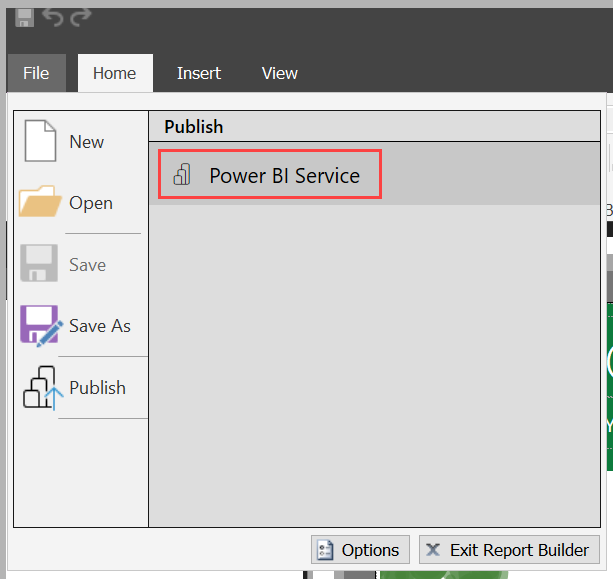 File Home Insert View
Publish
New
Power BI Service
Open
Save
Save As
Publish
Options Exit Report Builder